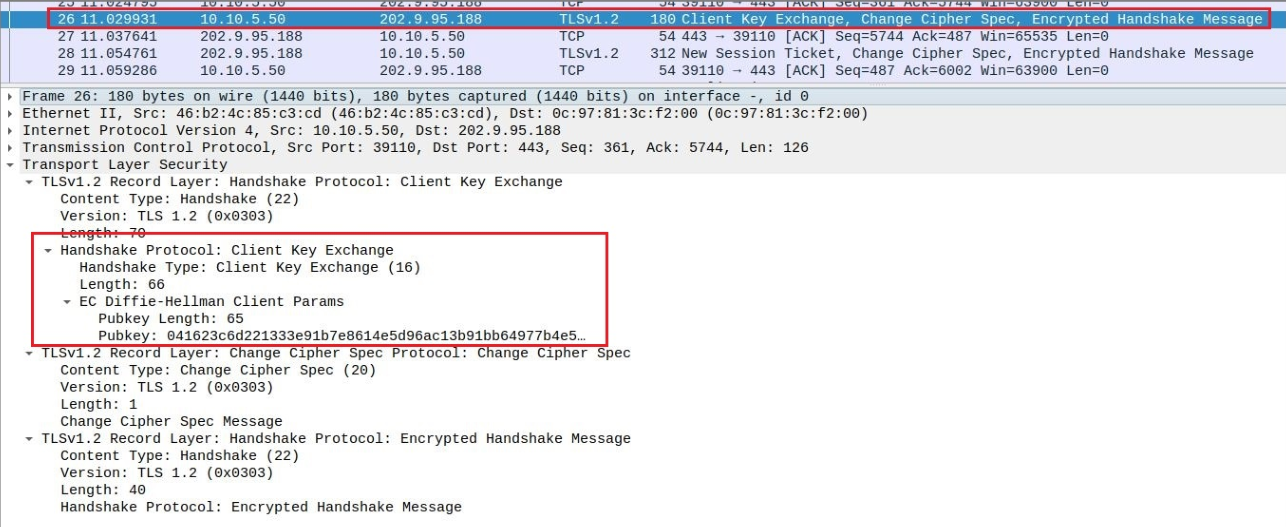 25 11.024795 10.10.5.50 202.9.95.188 TCP 54 39110 → 443 [ACK] Seq=361 Ack=5744 Win=63900 Len=0
26 11.029931 10.10.5.50 202.9.95.188 TLSv1.2 180 Client Key Exchange, Change Cipher Spec, Encrypted Handshake Message
27 11.037641 202.9.95.188 10.10.5.50 TCP 54 443 → 39110 [ACK] Seq=5744 Ack=487 Win=65535 Len=0
28 11.054761 202.9.95.188 10.10.5.50 TLSv1.2 312 New Session Ticket, Change Cipher Spec, Encrypted Handshake Message
29 11.059286 10.10.5.50 202.9.95.188 TCP 54 39110 → 443 [ACK] Seq=487 Ack=6002 Win=63900 Len=0
Frame 26: 180 bytes on wire (1440 bits), 180 bytes captured (1440 bits) on interface -, id 0
Ethernet II, Src: 46:b2:4c:85:c3:cd (46:b2:4c:85:c3:cd), Dst: 0c:97:81:3c:f2:00 (0c:97:81:3c:f2:00)
Internet Protocol Version 4, Src: 10.10.5.50, Dst: 202.9.95.188
Transmission Control Protocol, Src Port: 39110, Dst Port: 443, Seq: 361, Ack: 5744, Len: 126
Transport Layer Security
TLSv1.2 Record Layer: Handshake Protocol: Client Key Exchange
Content Type: Handshake (22)
Version: TLS 1.2 (0x0303)
Length: 70
Handshake Protocol: Client Key Exchange
Handshake Type: Client Key Exchange (16)
Length: 66
EC Diffie-Hellman Client Params
Pubkey Length: 65
Pubkey: 041623c6d221333e91b7e8614e5d96ac13b91bb64977b4e5…
TLSv1.2 Record Layer: Change Cipher Spec Protocol: Change Cipher Spec
Content Type: Change Cipher Spec (20)
Version: TLS 1.2 (0x0303)
Length: 1
Change Cipher Spec Message
TLSv1.2 Record Layer: Handshake Protocol: Encrypted Handshake Message
Content Type: Handshake (22)
Version: TLS 1.2 (0x0303)
Length: 40
Handshake Protocol: Encrypted Handshake Message